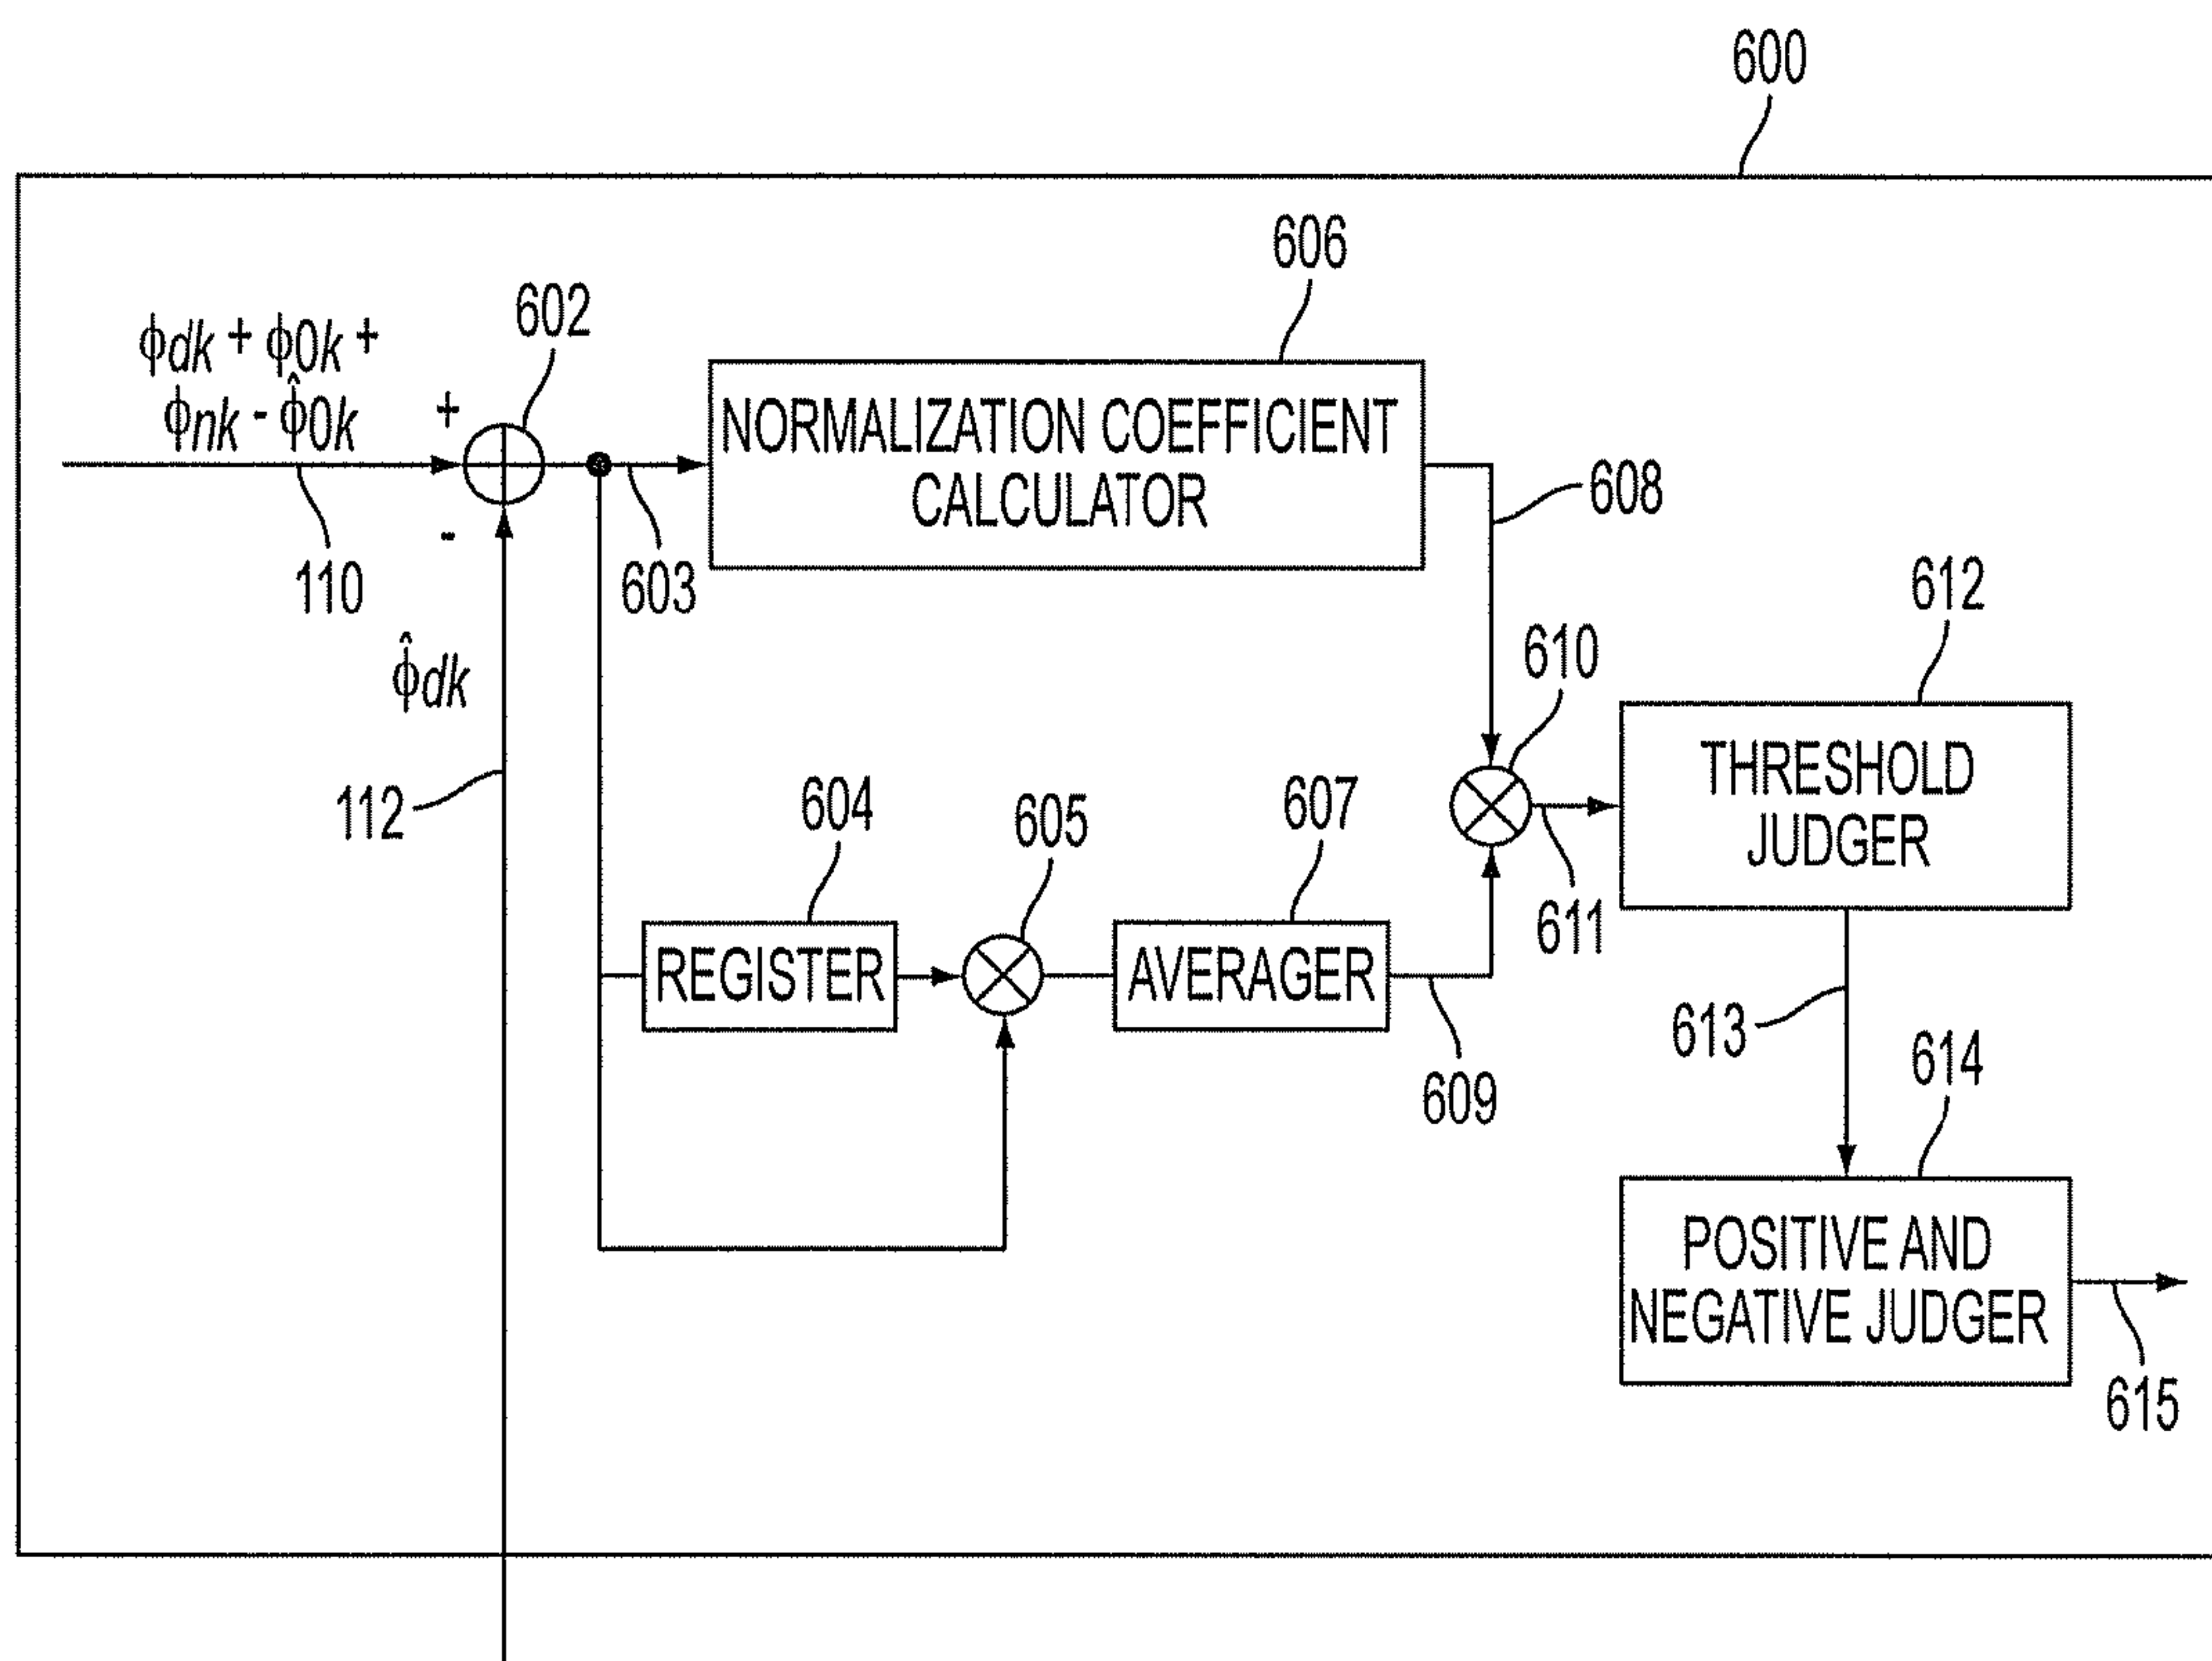 600
606
602
ϕdk + ϕ0k +
ϕnk - ϕ̂0k
+
NORMALIZATION COEFFICIENT
CALCULATOR
608
-
110
603
612
610
ϕ̂dk
THRESHOLD
JUDGER
112
604
605
607
611
REGISTER
AVERAGER
613
614
609
POSITIVE AND
NEGATIVE JUDGER
615